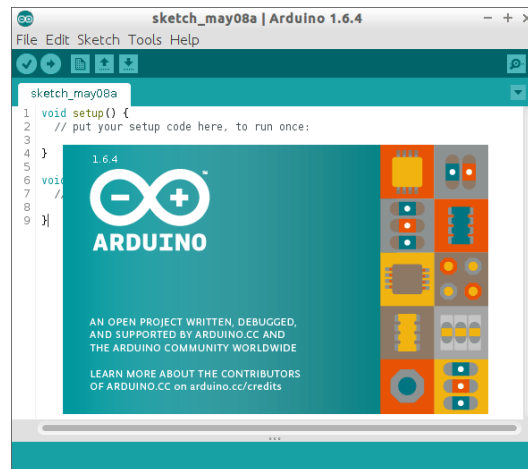 sketch_may08a | Arduino 1.6.4
File Edit Sketch Tools Help
sketch_may08a
1 void setup() {
2 // put your setup code here, to run once:
3
4 }
5
6 voi
7 //
8
9 }
1.6.4
ARDUINO
AN OPEN PROJECT WRITTEN, DEBUGGED,
AND SUPPORTED BY ARDUINO.CC AND
THE ARDUINO COMMUNITY WORLDWIDE
LEARN MORE ABOUT THE CONTRIBUTORS
OF ARDUINO.CC on arduino.cc/credits